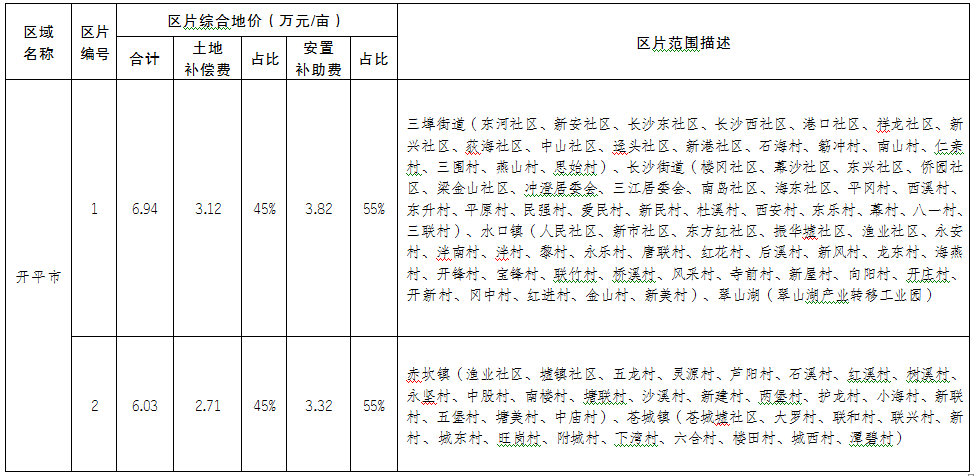 区域
名称
区片
编号
区片综合地价（万元/亩）
区片范围描述
合计
土地
补偿费
占比
安置
补助费
占比
开平市
1
6.94
3.12
45%
3.82
55%
三埠街道（东河社区、新安社区、长沙东社区、长沙西社区、港口社区、祥龙社区、新
兴社区、荻海社区、中山社区、迳头社区、新港社区、石海村、簕冲村、南山村、仁亲
村、三围村、燕山村、思始村）、长沙街道（楼冈社区、幕沙社区、东兴社区、侨园社
区、梁金山社区、冲澄居委会、三江居委会、南岛社区、海东社区、平冈村、西溪村、
东升村、平原村、民强村、爱民村、新民村、杜溪村、西安村、东乐村、幕村、八一村、
三联村）、水口镇（人民社区、新市社区、东方红社区、振华墟社区、渔业社区、永安
村、泮南村、泮村、黎村、永乐村、唐联村、红花村、后溪村、新风村、龙东村、海燕
村、开锋村、宝锋村、联竹村、桥溪村、风采村、寺前村、新屋村、向阳村、开庄村、
开新村、冈中村、红进村、金山村、新美村）、翠山湖（翠山湖产业转移工业园）
2
6.03
2.71
45%
3.32
55%
赤坎镇（渔业社区、墟镇社区、五龙村、灵源村、芦阳村、石溪村、红溪村、树溪村、
永坚村、中股村、南楼村、塘联村、沙溪村、新建村、两堡村、护龙村、小海村、新联
村、五堡村、塘美村、中庙村）、苍城镇（苍城墟社区、大罗村、联和村、联兴村、新
村、城东村、旺岗村、附城村、下湾村、六合村、楼田村、城西村、潭碧村）